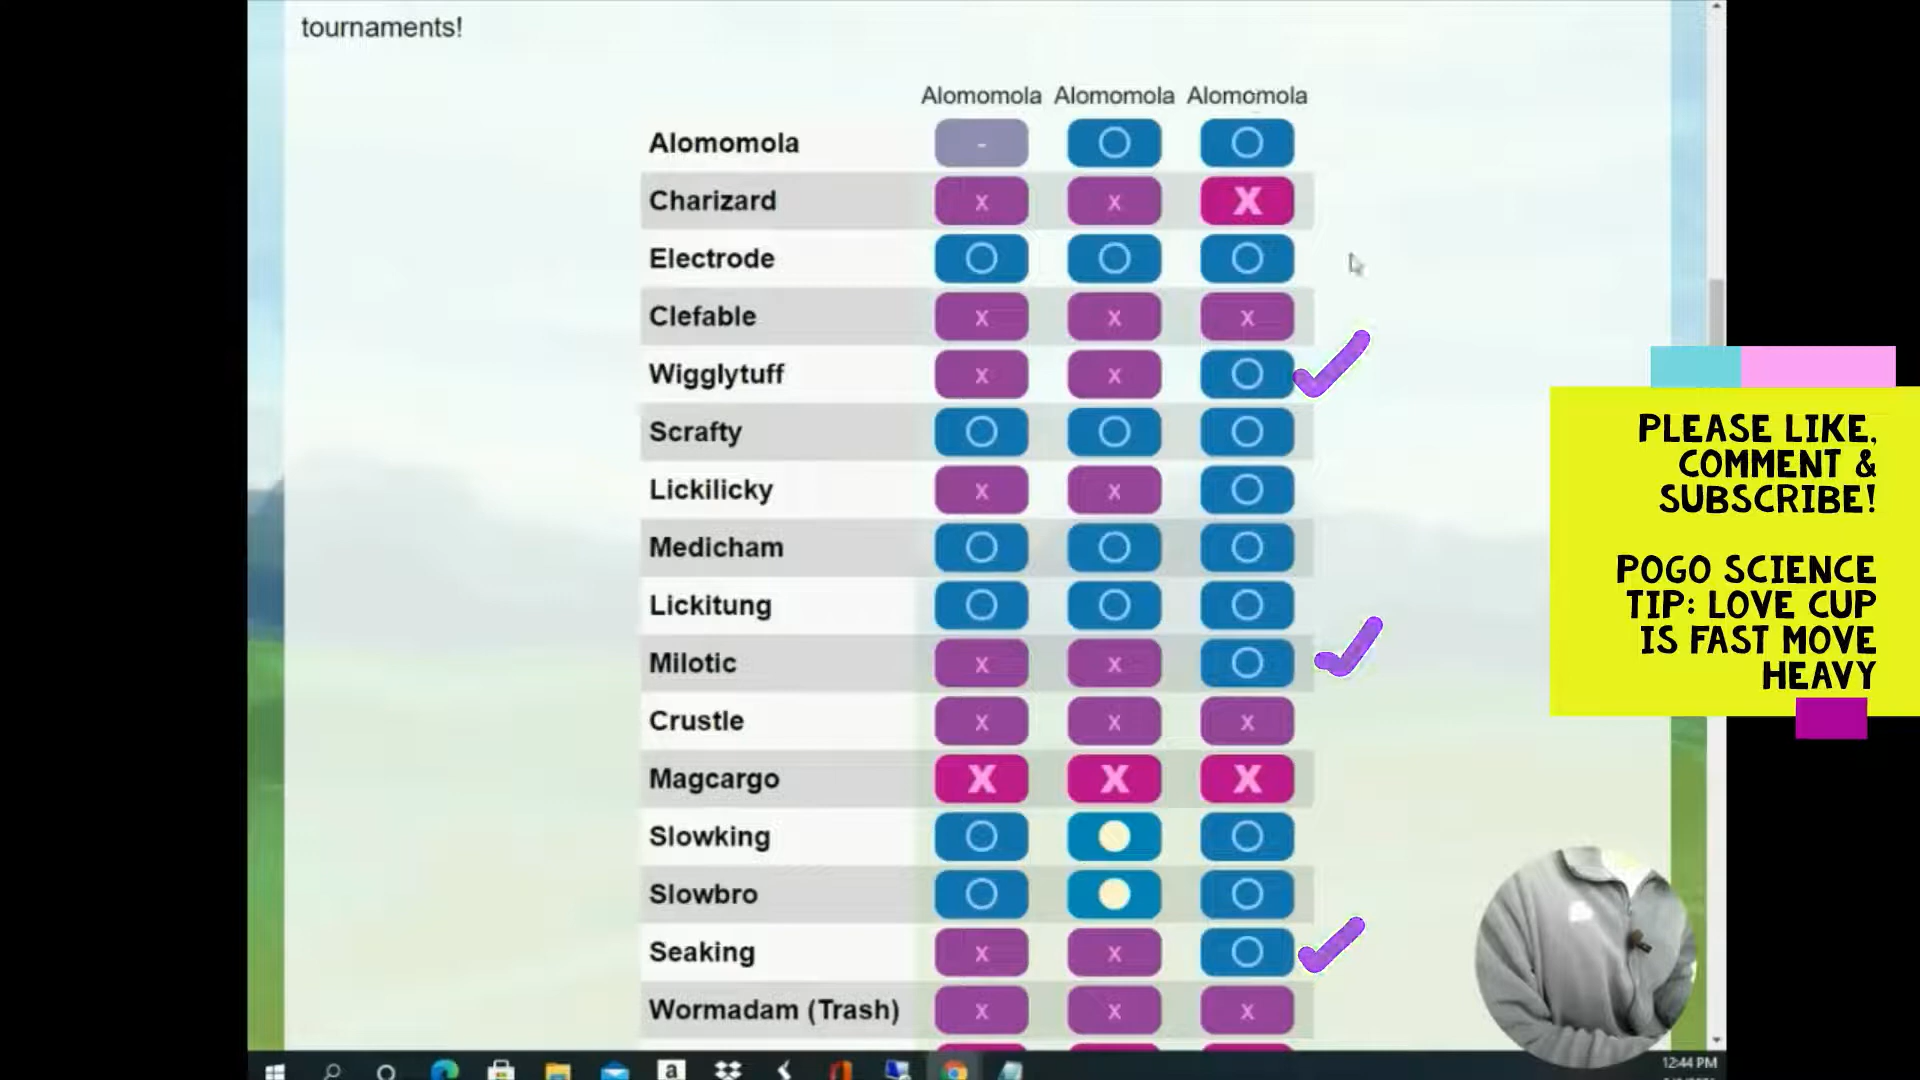 tournaments!
Alomomola Alomomola Alomomola
Alomomola - O O
Charizard x x X
Electrode O O O
Clefable x x x
Wigglytuff x x O
Scrafty O O O
Lickilicky x x O
Medicham O O O
Lickitung O O O
Milotic x x O
Crustle x x x
Magcargo X X X
Slowking O O
Slowbro O O
Seaking x x O
Wormadam (Trash) x x x
PLEASE LIKE,
COMMENT &
SUBSCRIBE!
POGO SCIENCE
TIP: LOVE CUP
IS FAST MOVE
HEAVY
a
12:44 PM